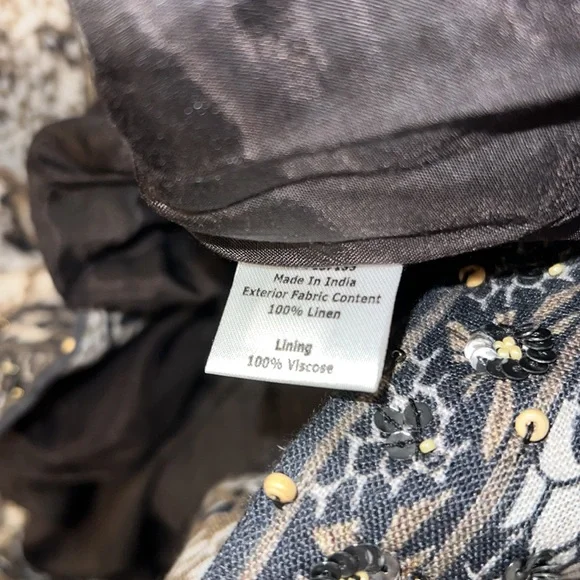 Made In India
Exterior Fabric Content
100% Linen
Lining
100% Viscose